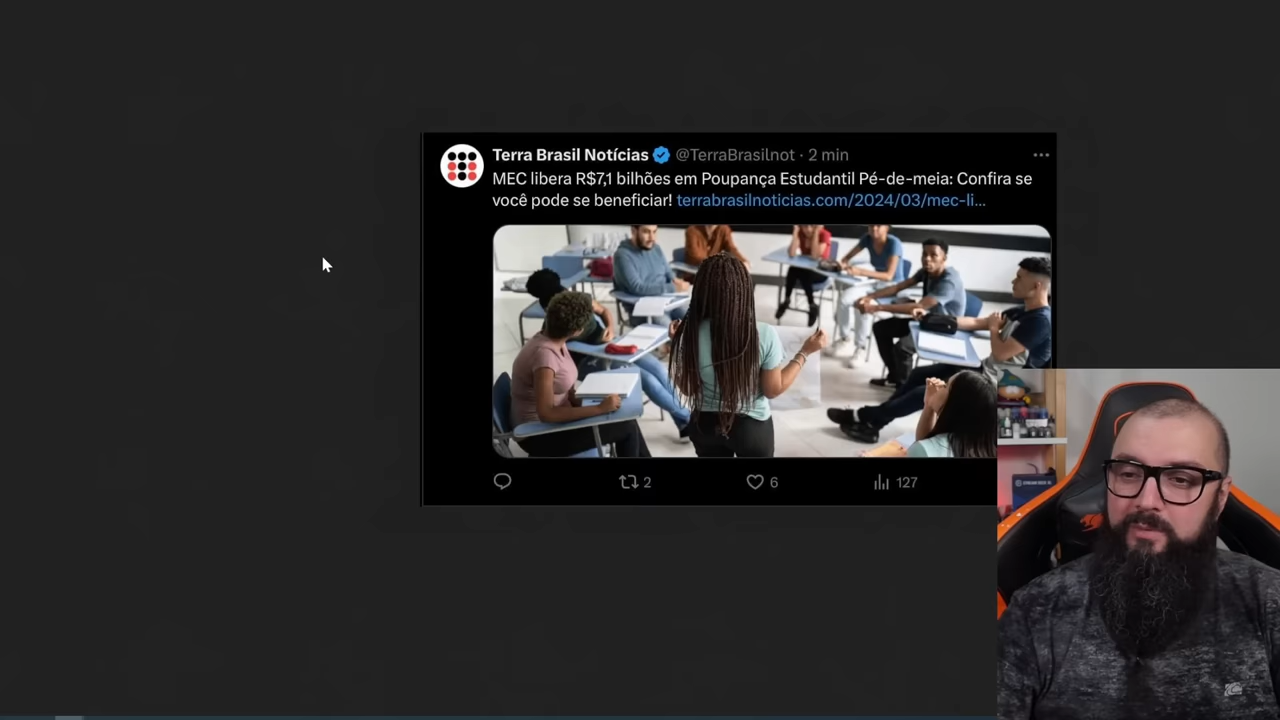 Terra Brasil Notícias @TerraBrasilnot · 2 min
MEC libera R$7,1 bilhões em Poupança Estudantil Pé-de-meia: Confira se
você pode se beneficiar! terrabrasilnoticias.com/2024/03/mec-li...
2 6 127